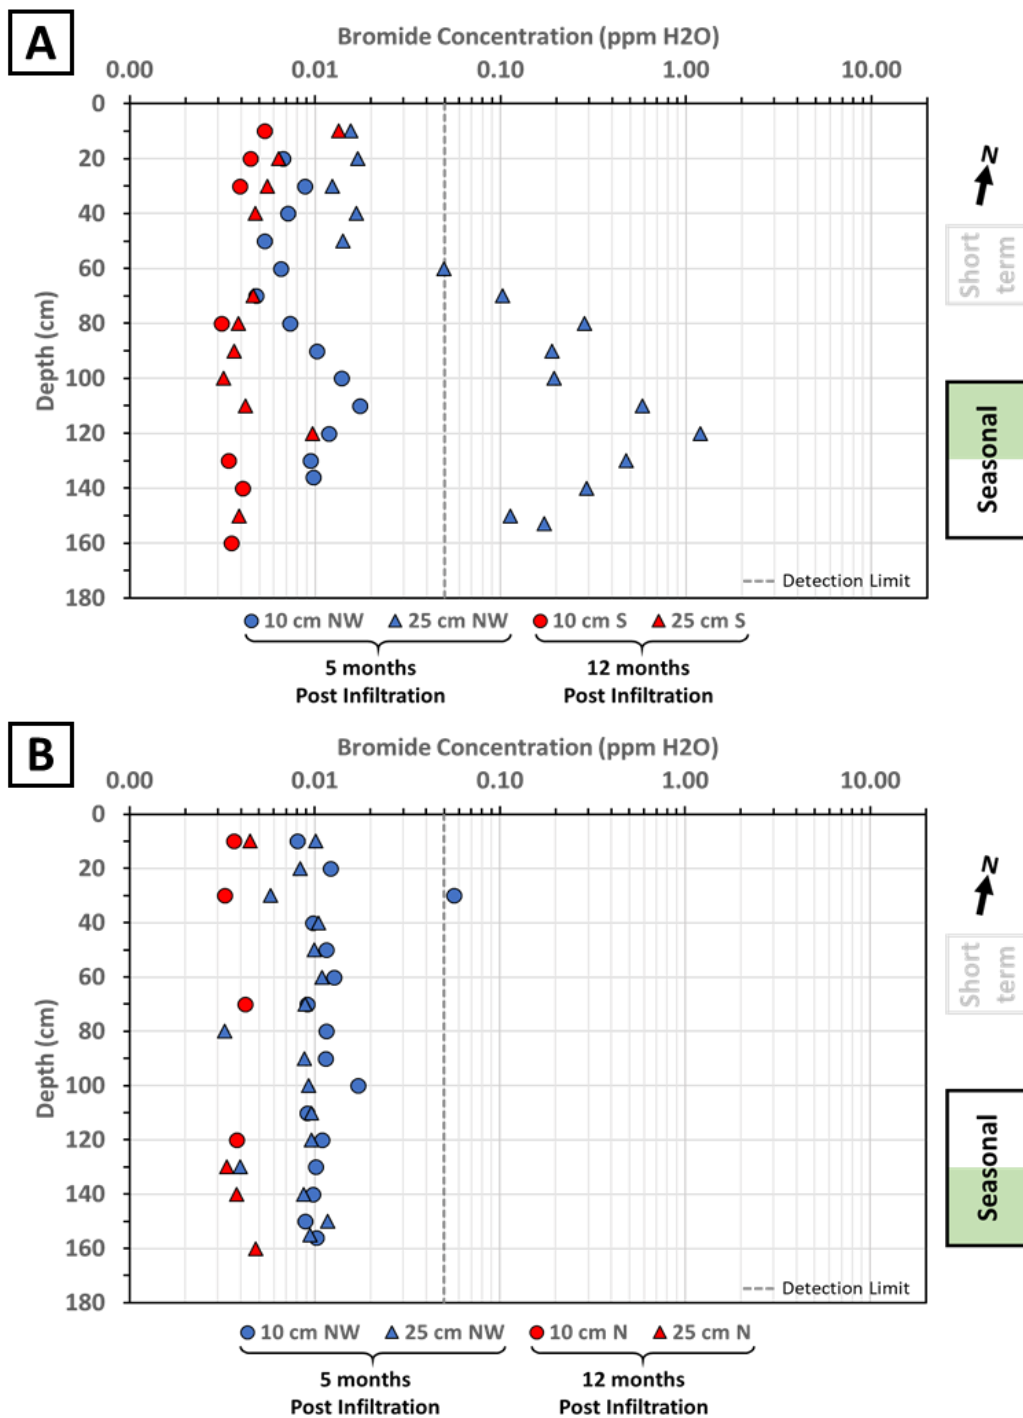 A
Bromide Concentration (ppm H2O)
0.00 0.01 0.10 1.00 10.00
0
20
40
60
80
100
120
140
160
180
Depth (cm)
Detection Limit
N
Short
term
Seasonal
10 cm NW 25 cm NW 10 cm S 25 cm S
5 months 12 months
Post Infiltration Post Infiltration
B
Bromide Concentration (ppm H2O)
0.00 0.01 0.10 1.00 10.00
0
20
40
60
80
100
120
140
160
180
Depth (cm)
Detection Limit
N
Short
term
Seasonal
10 cm NW 25 cm NW 10 cm N 25 cm N
5 months 12 months
Post Infiltration Post Infiltration